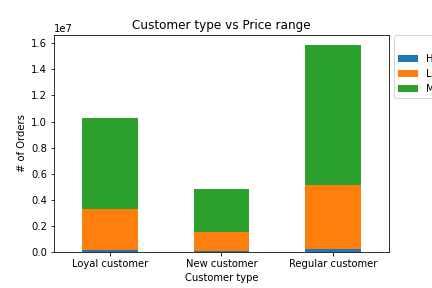 Customer type vs Price range
1e7
1.6
1.4
1.2
1.0
0.8
0.6
0.4
0.2
0.0
# of Orders
Loyal customer
New customer
Regular customer
Customer type
H
L
M